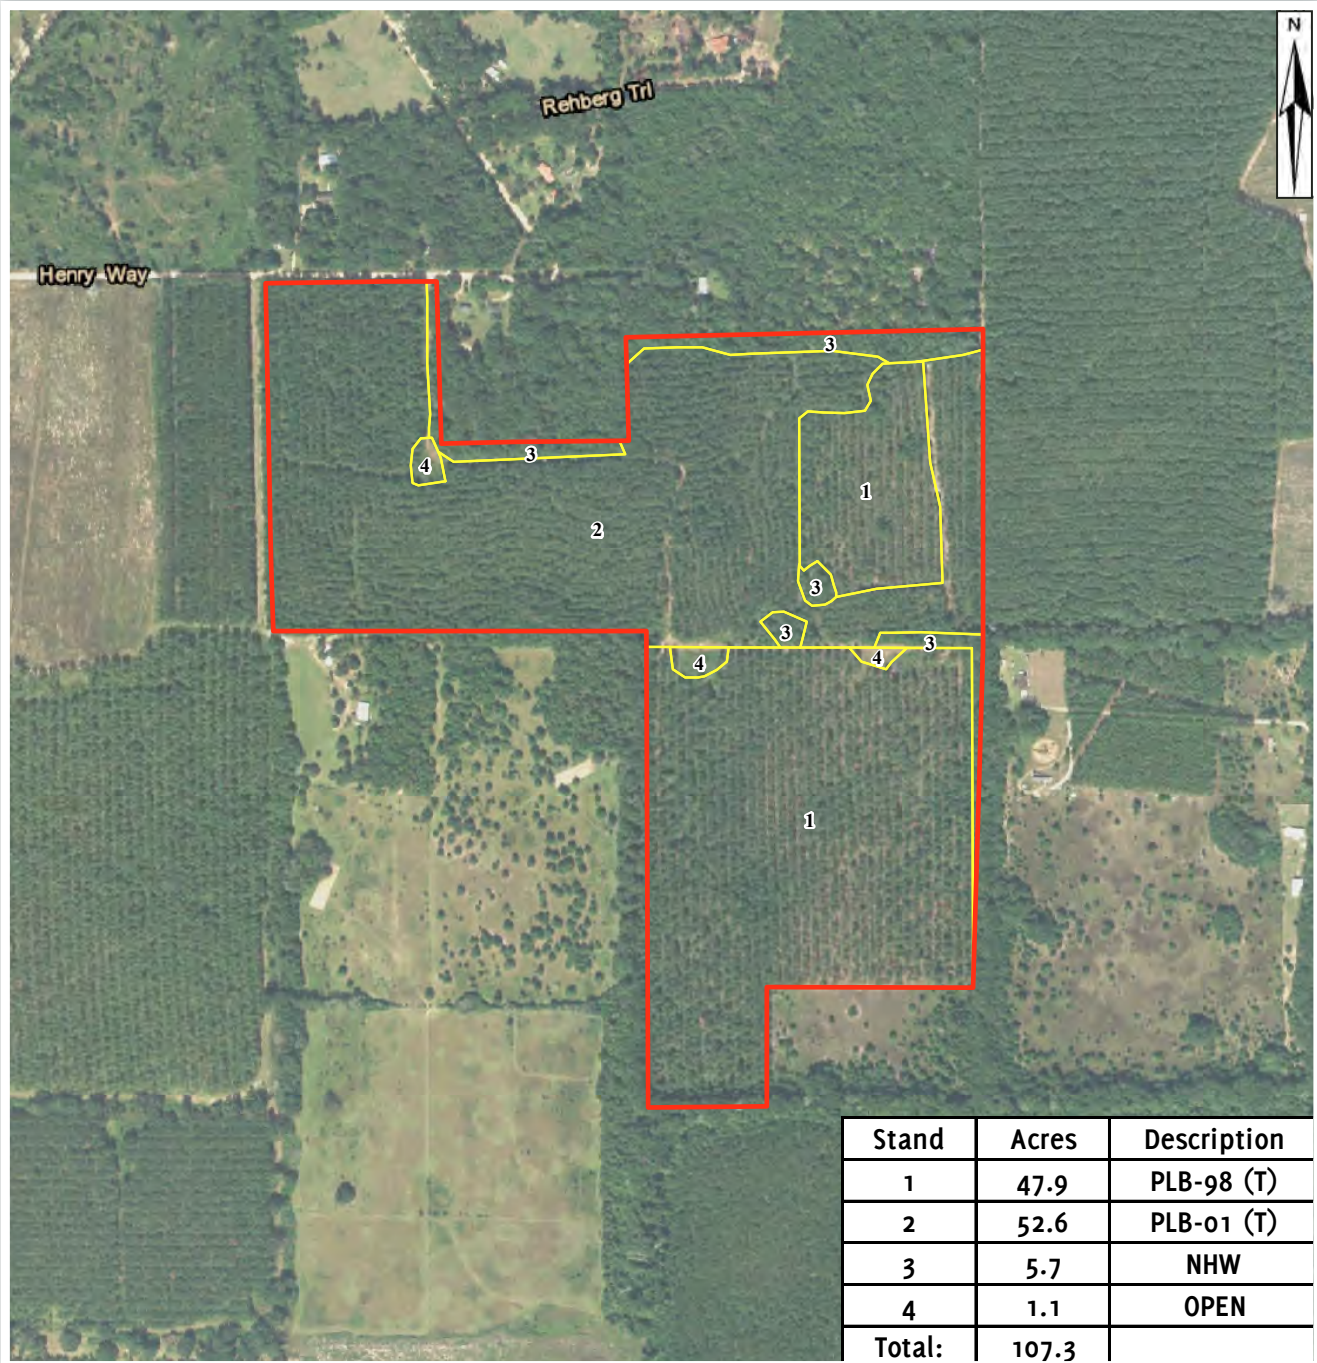 N
Rehberg Trl
Henry Way
3
3
4
1
2
3
3
3
4
4
1
Stand Acres Description
1 47.9 PLB-98 (T)
2 52.6 PLB-01 (T)
3 5.7 NHW
4 1.1 OPEN
Total: 107.3